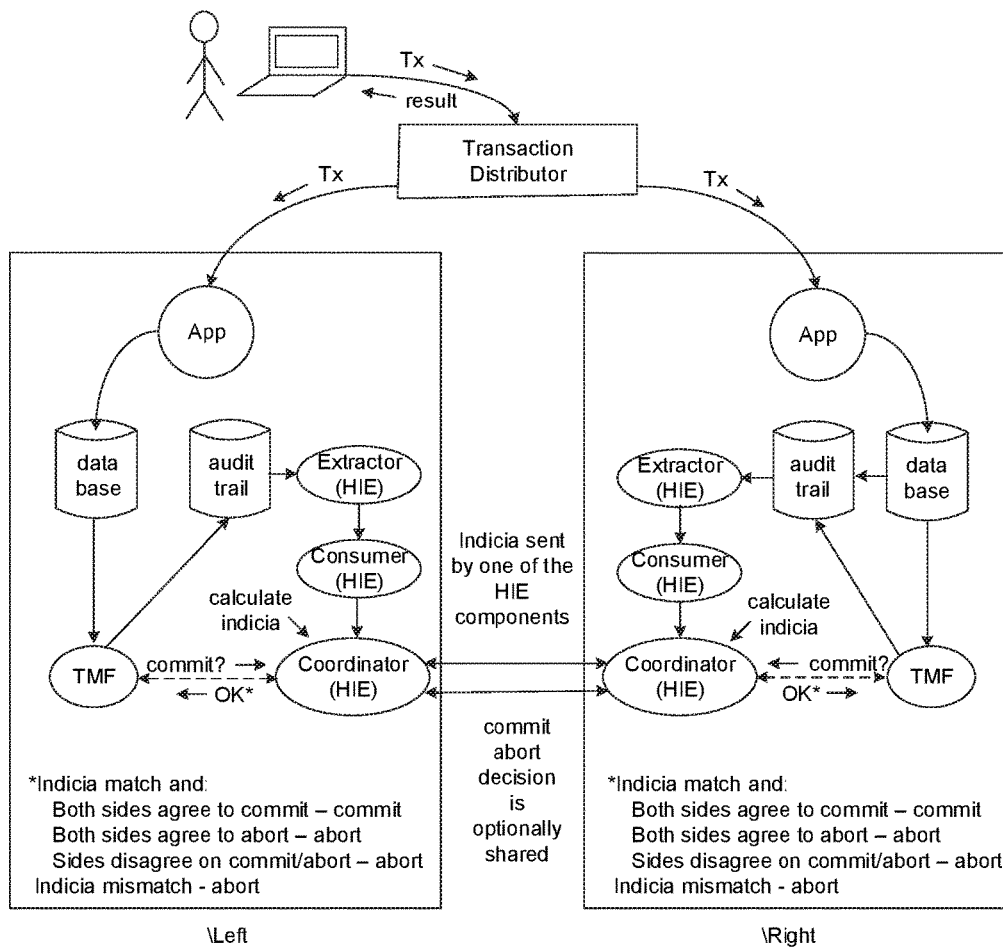 Tx
result
Transaction
Distributor
Tx
Tx
App
App
data
base
audit
trail
Extractor
(HIE)
Consumer
(HIE)
calculate
indicia
TMF
commit?
OK*
Coordinator
(HIE)
Indicia sent
by one of the
HIE
components
commit
abort
decision
is
optionally
shared
Extractor
(HIE)
audit
trail
data
base
Consumer
(HIE)
calculate
indicia
Coordinator
(HIE)
commit?
OK*
TMF
*Indicia match and:
Both sides agree to commit – commit
Both sides agree to abort – abort
Sides disagree on commit/abort – abort
Indicia mismatch - abort
*Indicia match and:
Both sides agree to commit – commit
Both sides agree to abort – abort
Sides disagree on commit/abort – abort
Indicia mismatch - abort
\Left
\Right